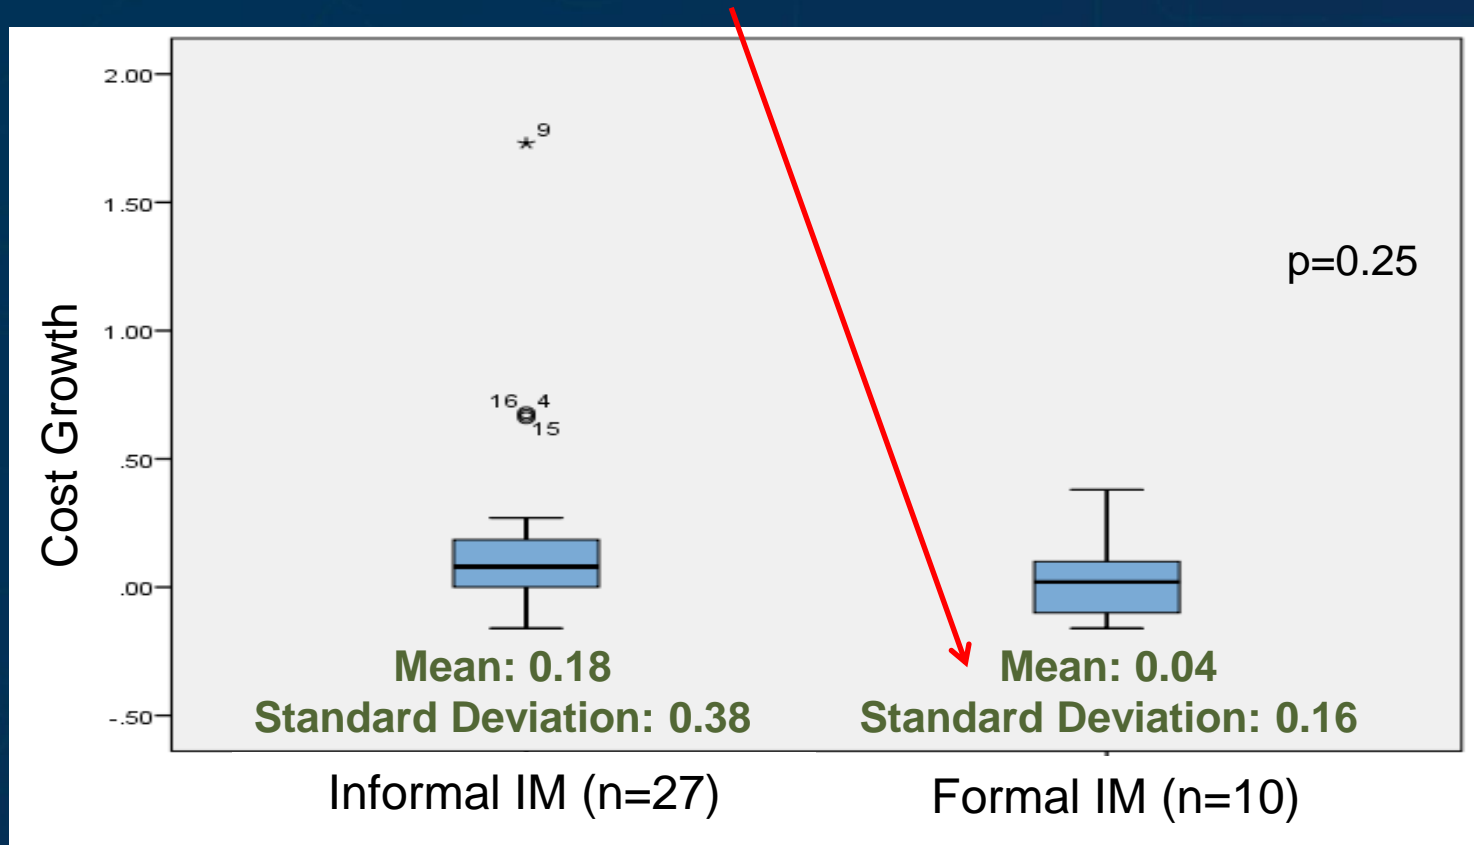 2.00
* 9
1.50
p=0.25
1.00
Cost Growth
16 4
15
.50
.00
Mean: 0.18
Standard Deviation: 0.38
Mean: 0.04
Standard Deviation: 0.16
-.50
Informal IM (n=27)
Formal IM (n=10)